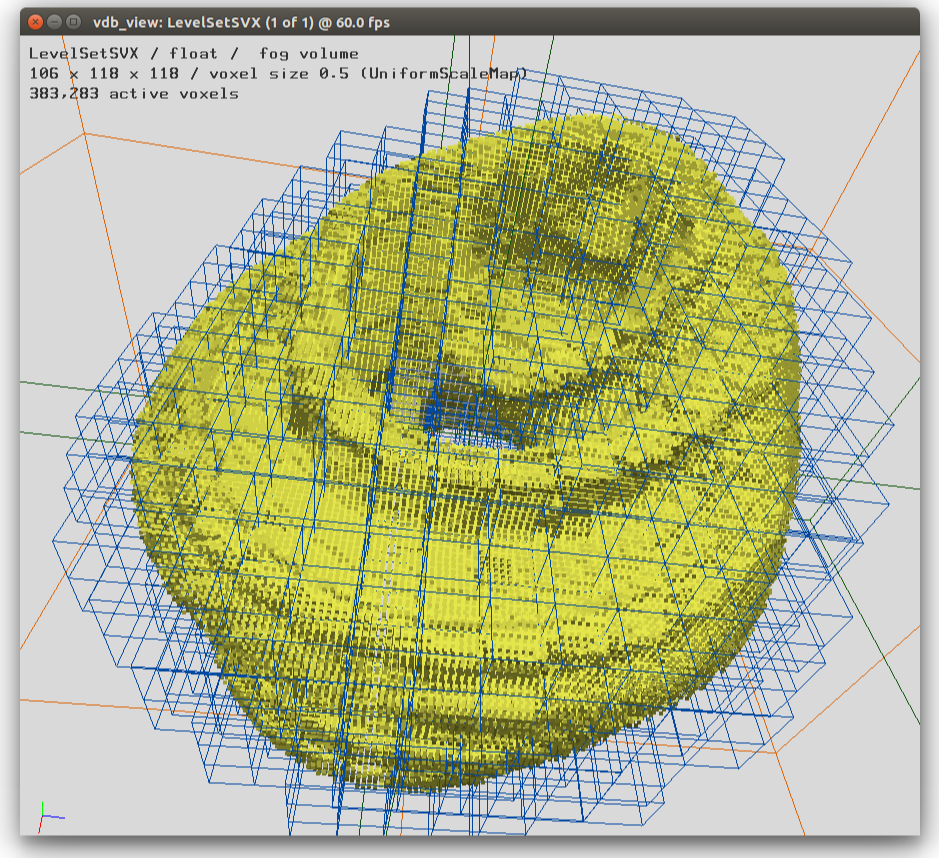 vdb_view: LevelSetSVX (1 of 1) @ 60.0 fps
LevelSetSVX / float /  fog volume
106 x 118 x 118 / voxel size 0.5 (UniformScaleMap)
383,283 active voxels